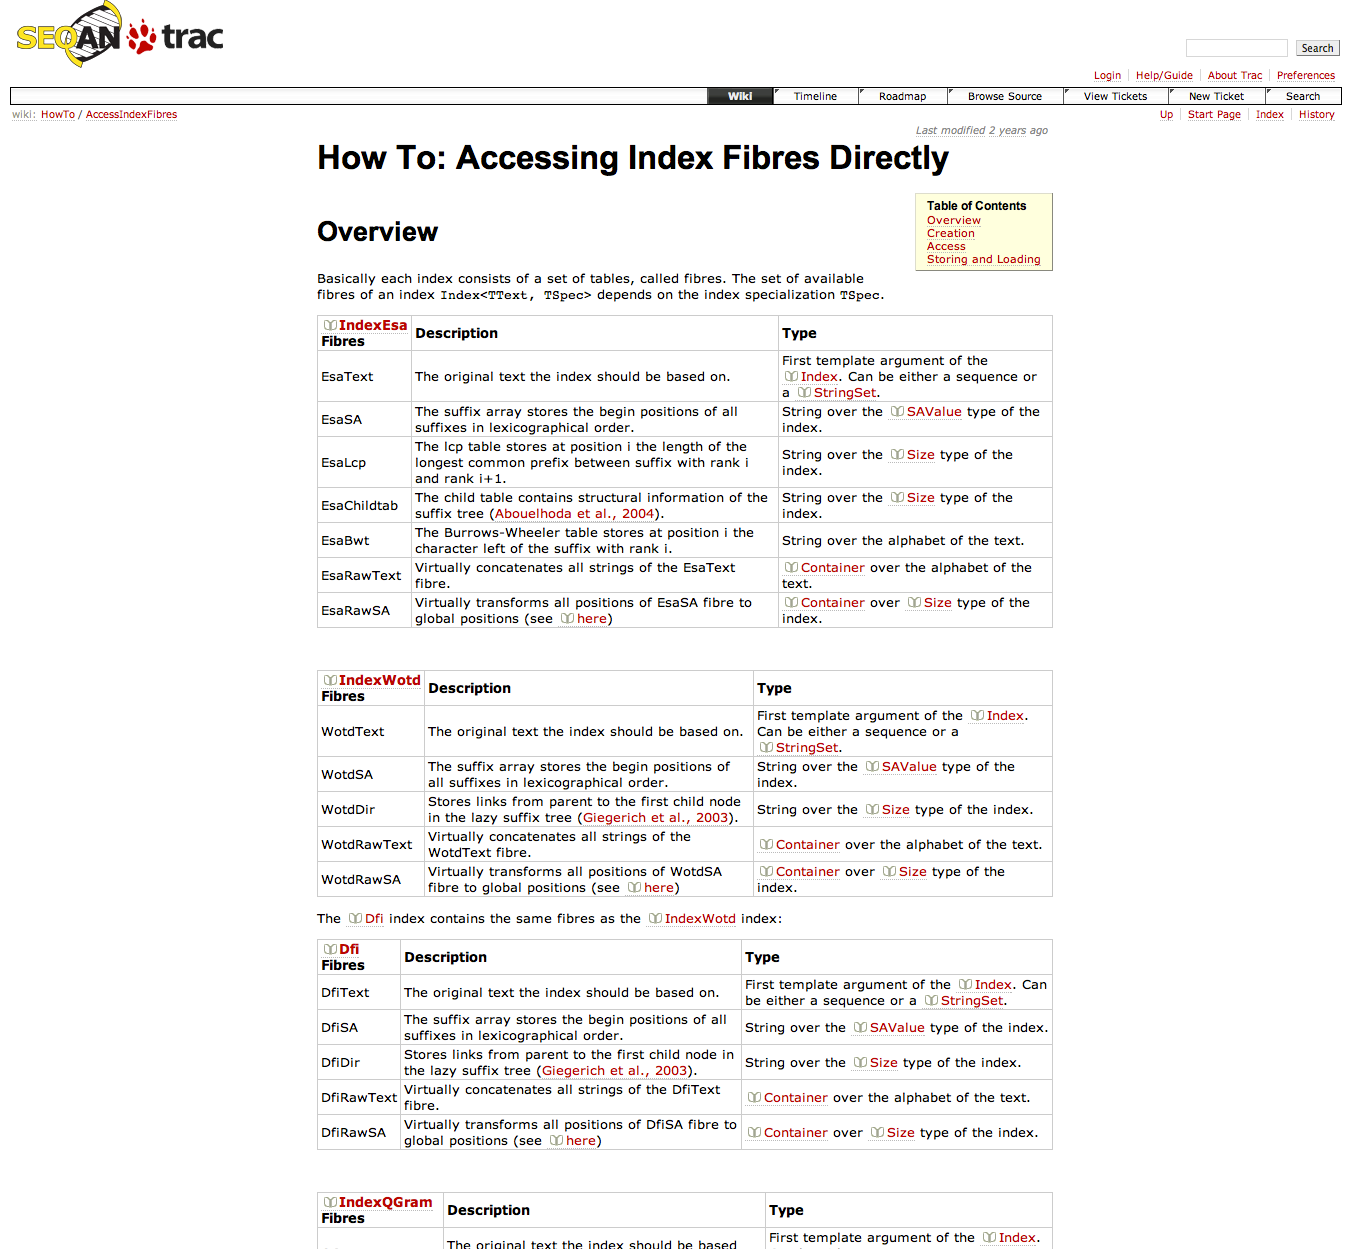 SEQAN trac
Search
Login Help/Guide About Trac Preferences
Wiki Timeline Roadmap Browse Source View Tickets New Ticket Search
wiki: HowTo / AccessIndexFibres
Up Start Page Index History
Last modified 2 years ago
How To: Accessing Index Fibres Directly
Table of Contents
Overview
Creation
Access
Storing and Loading
Overview
Basically each index consists of a set of tables, called fibres. The set of available
fibres of an index Index<TText, TSpec> depends on the index specialization TSpec.
IndexEsa
Fibres
Description
Type
EsaText
The original text the index should be based on.
First template argument of the
Index. Can be either a sequence or
a StringSet.
EsaSA
The suffix array stores the begin positions of all
suffixes in lexicographical order.
String over the SAValue type of the
index.
EsaLcp
The lcp table stores at position i the length of the
longest common prefix between suffix with rank i
and rank i+1.
String over the Size type of the
index.
EsaChildtab
The child table contains structural information of the
suffix tree (Abouelhoda et al., 2004).
String over the Size type of the
index.
EsaBwt
The Burrows-Wheeler table stores at position i the
character left of the suffix with rank i.
String over the alphabet of the text.
EsaRawText
Virtually concatenates all strings of the EsaText
fibre.
Container over the alphabet of the
text.
EsaRawSA
Virtually transforms all positions of EsaSA fibre to
global positions (see here)
Container over Size type of the
index.
IndexWotd
Fibres
Description
Type
WotdText
The original text the index should be based on.
First template argument of the Index.
Can be either a sequence or a
StringSet.
WotdSA
The suffix array stores the begin positions of
all suffixes in lexicographical order.
String over the SAValue type of the
index.
WotdDir
Stores links from parent to the first child node
in the lazy suffix tree (Giegerich et al., 2003).
String over the Size type of the index.
WotdRawText
Virtually concatenates all strings of the
WotdText fibre.
Container over the alphabet of the text.
WotdRawSA
Virtually transforms all positions of WotdSA
fibre to global positions (see here)
Container over Size type of the
index.
The Dfi index contains the same fibres as the IndexWotd index:
Dfi
Fibres
Description
Type
DfiText
The original text the index should be based on.
First template argument of the Index. Can
be either a sequence or a StringSet.
DfiSA
The suffix array stores the begin positions of all
suffixes in lexicographical order.
String over the SAValue type of the index.
DfiDir
Stores links from parent to the first child node in
the lazy suffix tree (Giegerich et al., 2003).
String over the Size type of the index.
DfiRawText
Virtually concatenates all strings of the DfiText
fibre.
Container over the alphabet of the text.
DfiRawSA
Virtually transforms all positions of DfiSA fibre to
global positions (see here)
Container over Size type of the index.
IndexQGram
Fibres
Description
Type
The original text the index should be based
First template argument of the Index.